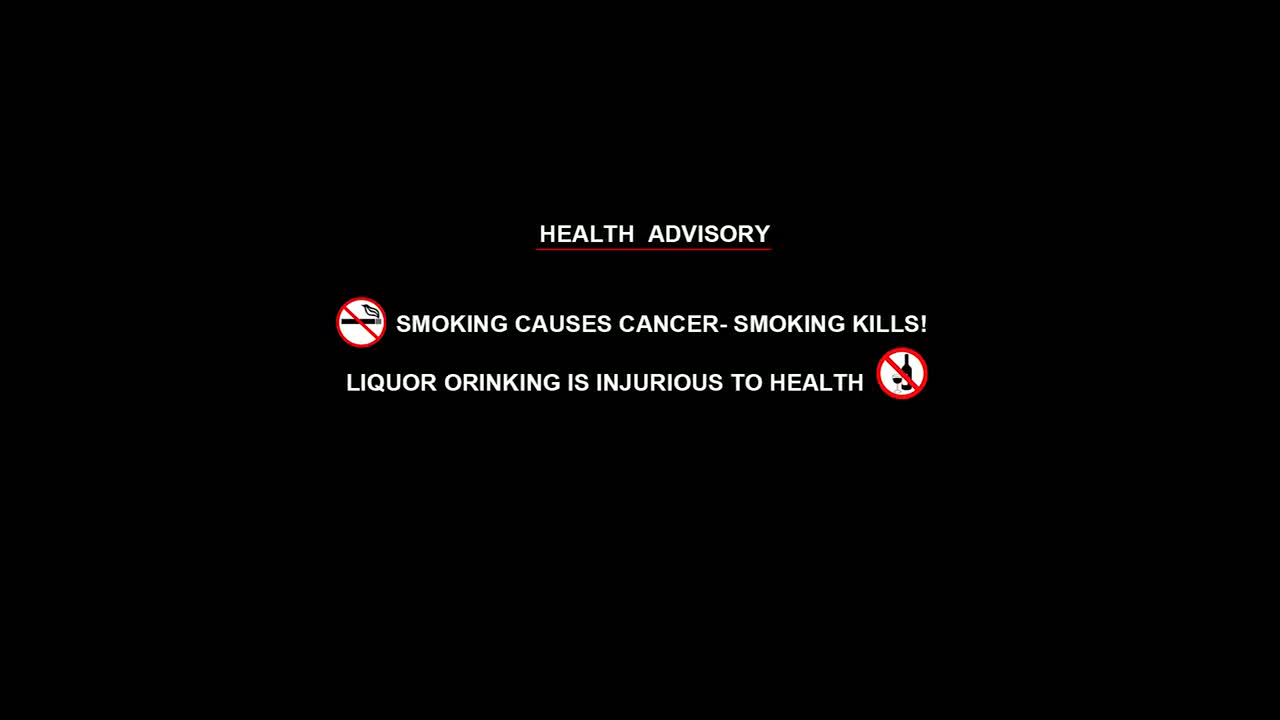 HEALTH ADVISORY
SMOKING CAUSES CANCER- SMOKING KILLS!
LIQUOR ORINKING IS INJURIOUS TO HEALTH